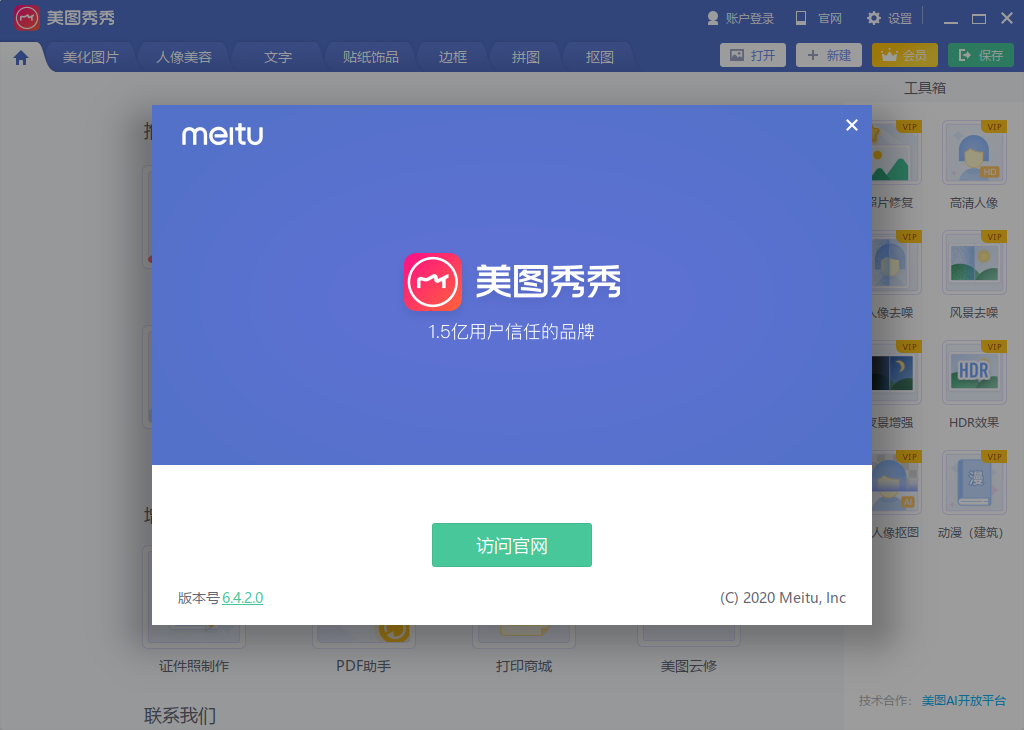 美图秀秀
账户登录 官网 设置
美化图片 人像美容 文字 贴纸饰品 边框 拼图 抠图 打开 新建 会员 保存
工具箱
meitu
VIP VIP
HD
照片修复 高清人像
VIP VIP
人像去噪 风景去噪
VIP VIP
HDR
夜景增强 HDR效果
VIP VIP
漫
AI
人像抠图 动漫（建筑）
美图秀秀
1.5亿用户信任的品牌
访问官网
版本号 6.4.2.0 (C) 2020 Meitu, Inc
证件照制作 PDF助手 打印商城 美图云修
技术合作： 美图AI开放平台
联系我们